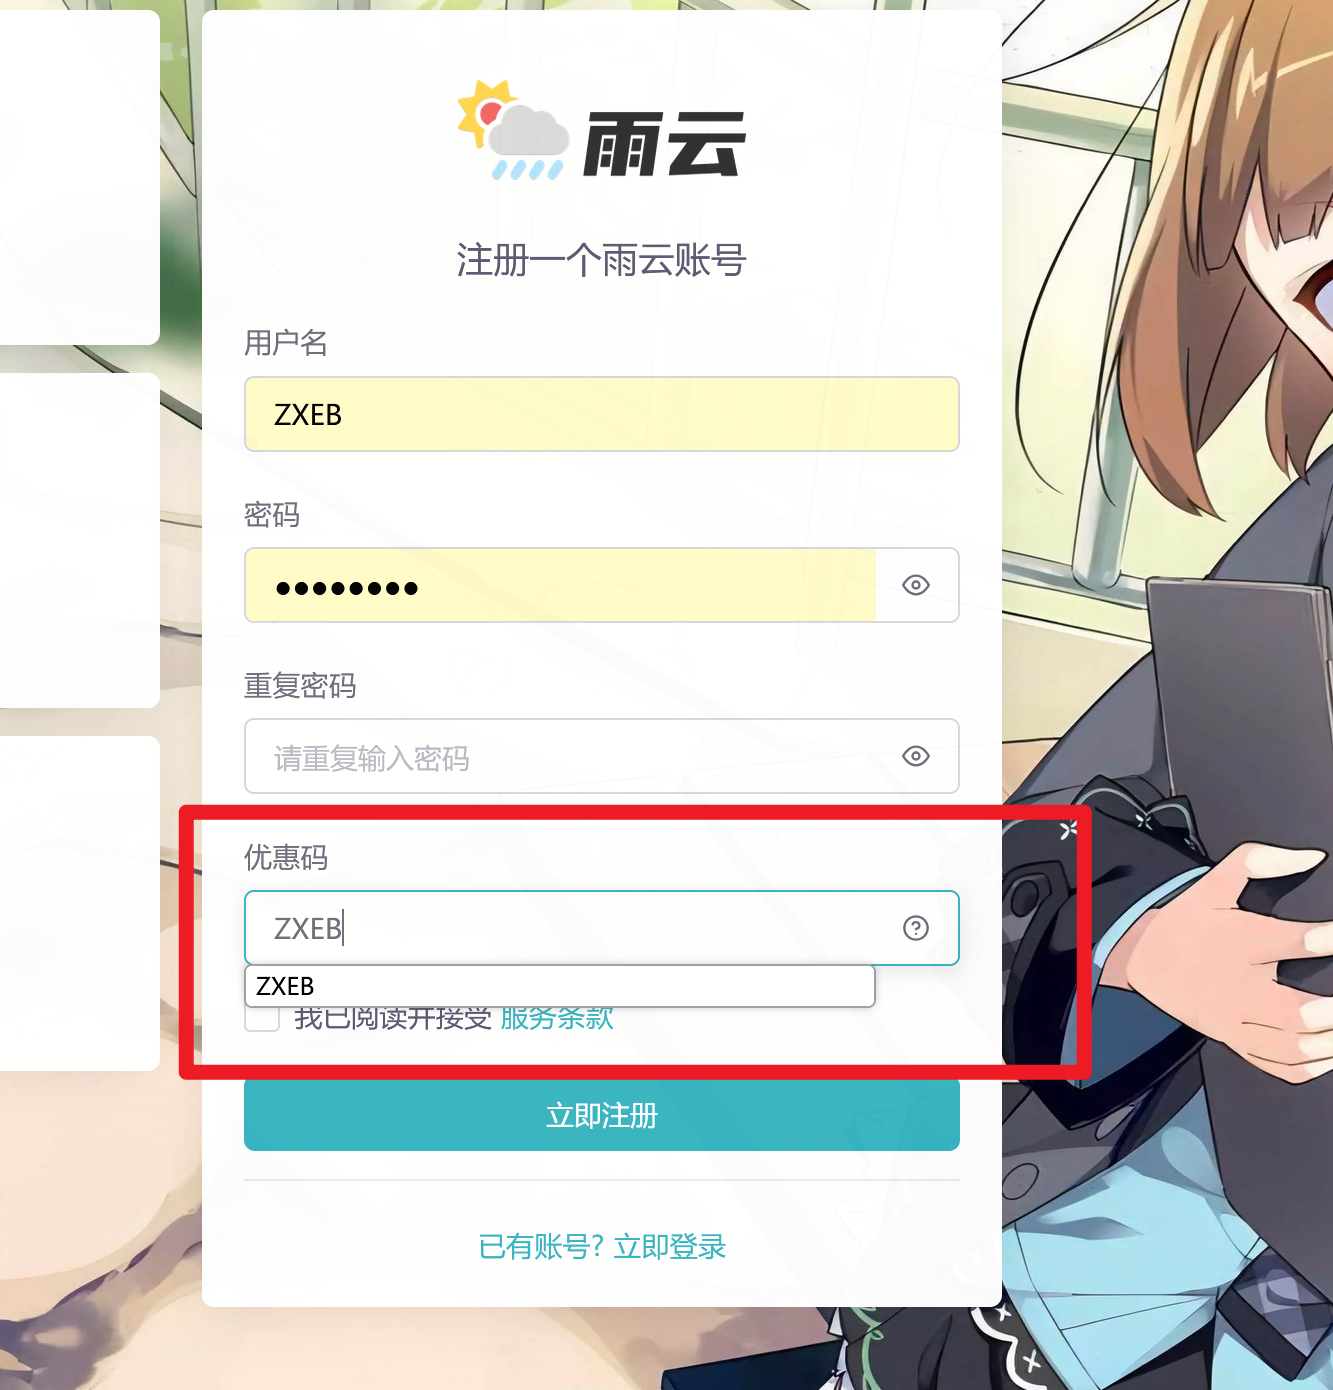 雨云
注册一个雨云账号
用户名
ZXEB
密码
重复密码
请重复输入密码
优惠码
ZXEB
ZXEB
我已阅读并接受 服务条款
立即注册
已有账号? 立即登录